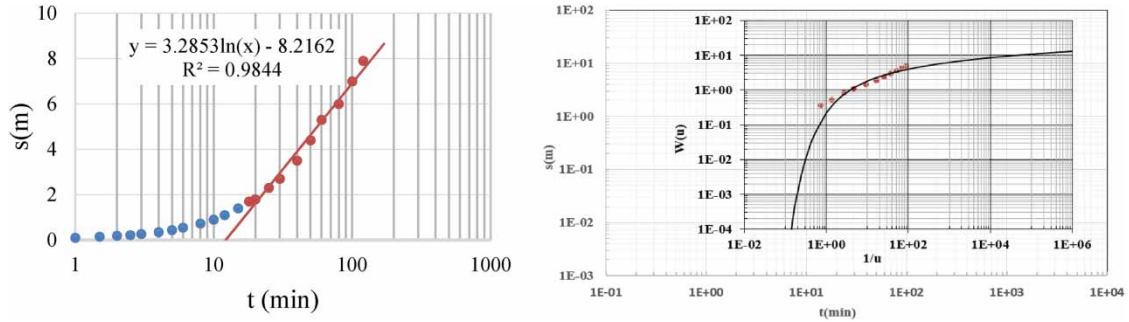 10
y = 3.2853ln(x) - 8.2162
R² = 0.9844
8
6
4
2
0
s(m)
1
10
100
1000
t (min)
1E+02
1E+01
1E+00
1E-01
1E-02
1E-03
s(m)
1E-01
1E+00
1E+01
1E+02
1E+03
1E+04
t(min)
1E+02
1E+01
1E+00
1E-01
1E-02
1E-03
1E-04
W(u)
1E-02
1E+00
1E+02
1E+04
1E+06
1/u